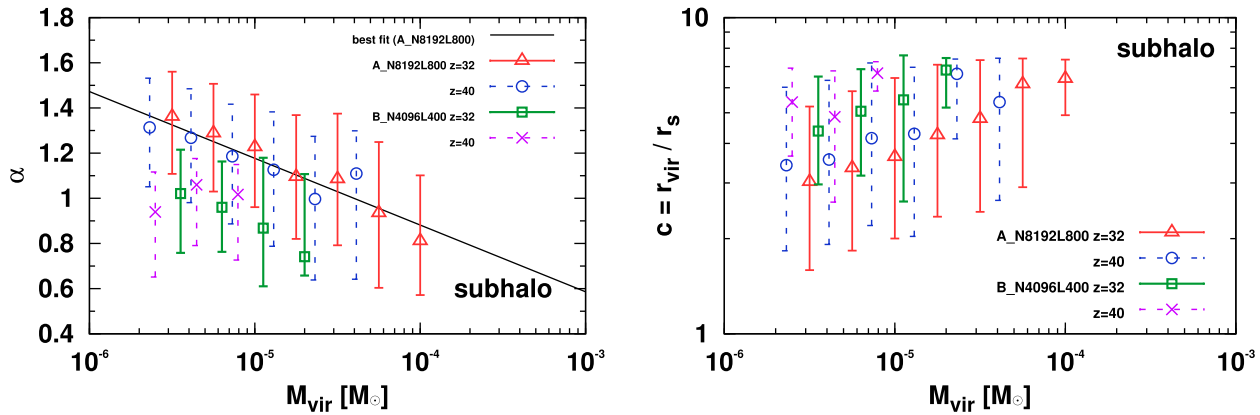 1.8
1.6
1.4
1.2
1
0.8
0.6
0.4
α
best fit (A_N8192L800)
A_N8192L800 z=32
z=40
B_N4096L400 z=32
z=40
subhalo
10⁻⁶
10⁻⁵
10⁻⁴
10⁻³
M_vir [M_⊙]
10
1
c = r_vir / r_s
subhalo
A_N8192L800 z=32
z=40
B_N4096L400 z=32
z=40
10⁻⁶
10⁻⁵
10⁻⁴
10⁻³
M_vir [M_⊙]